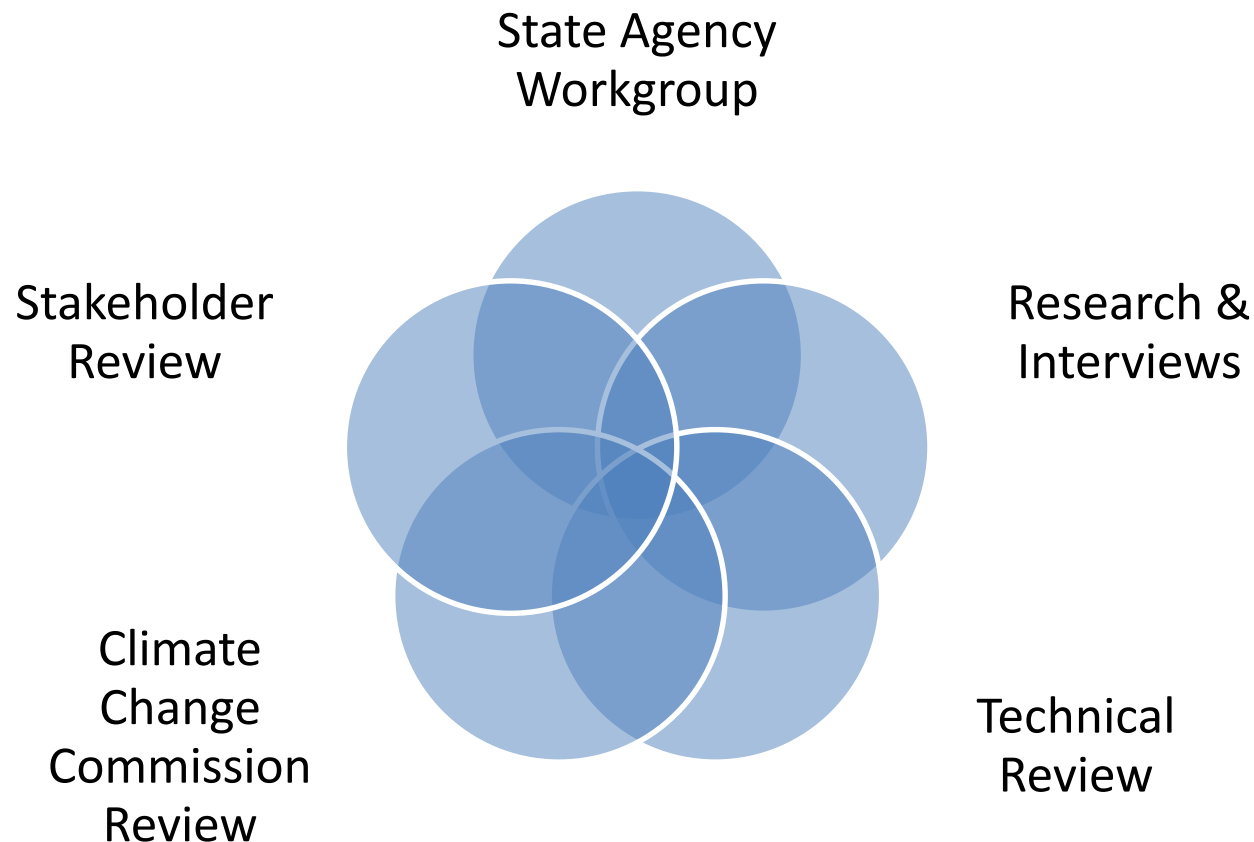 State Agency
Workgroup
Stakeholder
Review
Research &
Interviews
Climate
Change
Commission
Review
Technical
Review